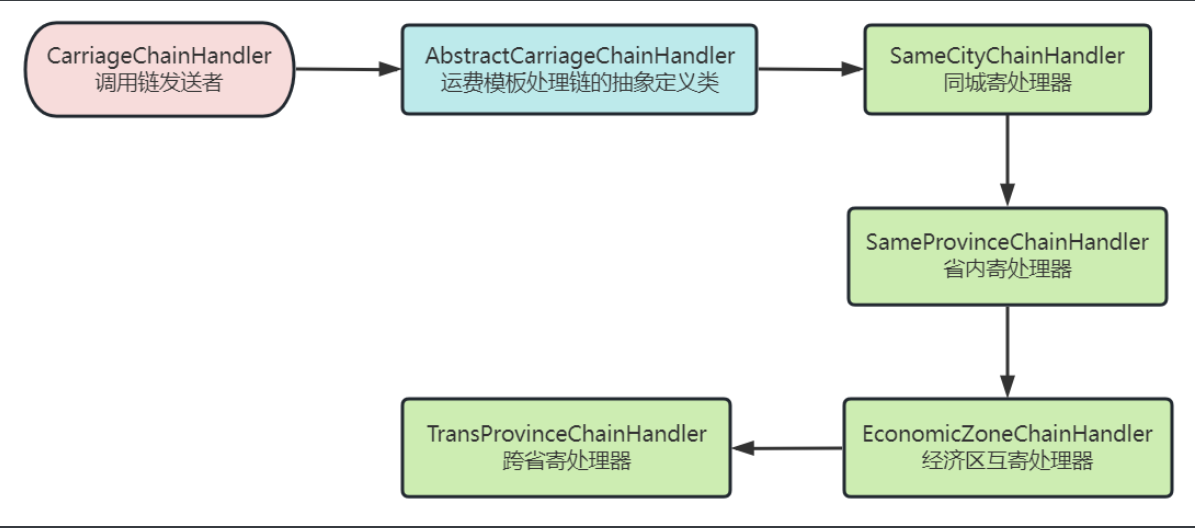 CarriageChainHandler
调用链发送者
AbstractCarriageChainHandler
运费模板处理链的抽象定义类
SameCityChainHandler
同城寄处理器
SameProvinceChainHandler
省内寄处理器
EconomicZoneChainHandler
经济区互寄处理器
TransProvinceChainHandler
跨省寄处理器